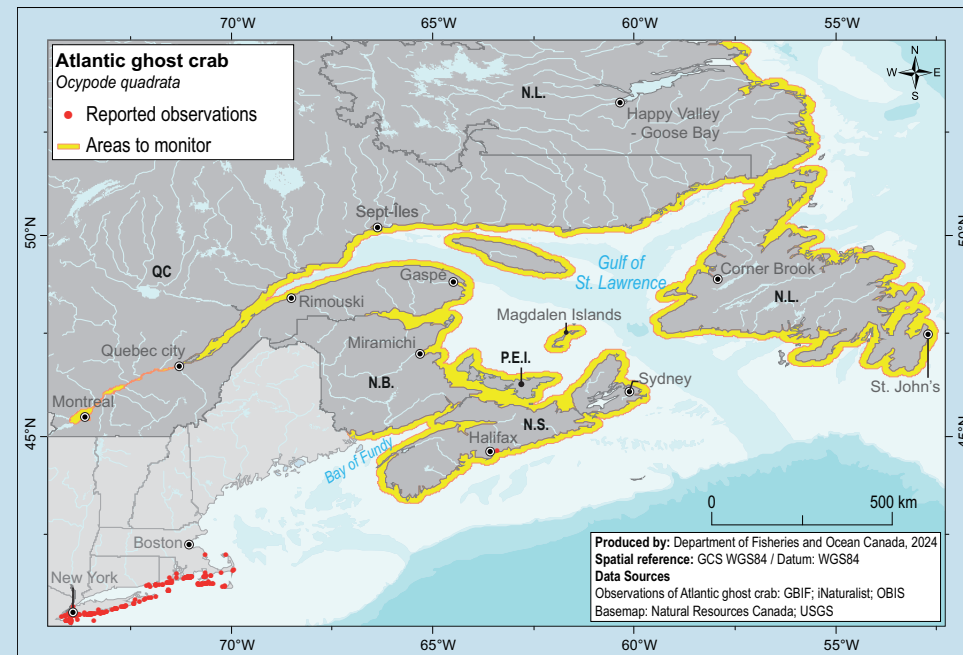 70°W 65°W 60°W 55°W
Atlantic ghost crab
Ocypode quadrata
Reported observations
Areas to monitor
N
W E
S
N.L.
Happy Valley
- Goose Bay
Sept-Îles
50°N
50°N
QC
Gulf of
St. Lawrence
Gaspé
Corner Brook
N.L.
Rimouski
Magdalen Islands
Quebec city
Miramichi
P.E.I.
N.B.
Sydney
St. John's
Montreal
N.S.
45°N
45°N
Halifax
Bay of Fundy
0 500 km
Boston
New York
Produced by: Department of Fisheries and Ocean Canada, 2024
Spatial reference: GCS WGS84 / Datum: WGS84
Data Sources
Observations of Atlantic ghost crab: GBIF; iNaturalist; OBIS
Basemap: Natural Resources Canada; USGS
70°W 65°W 60°W 55°W